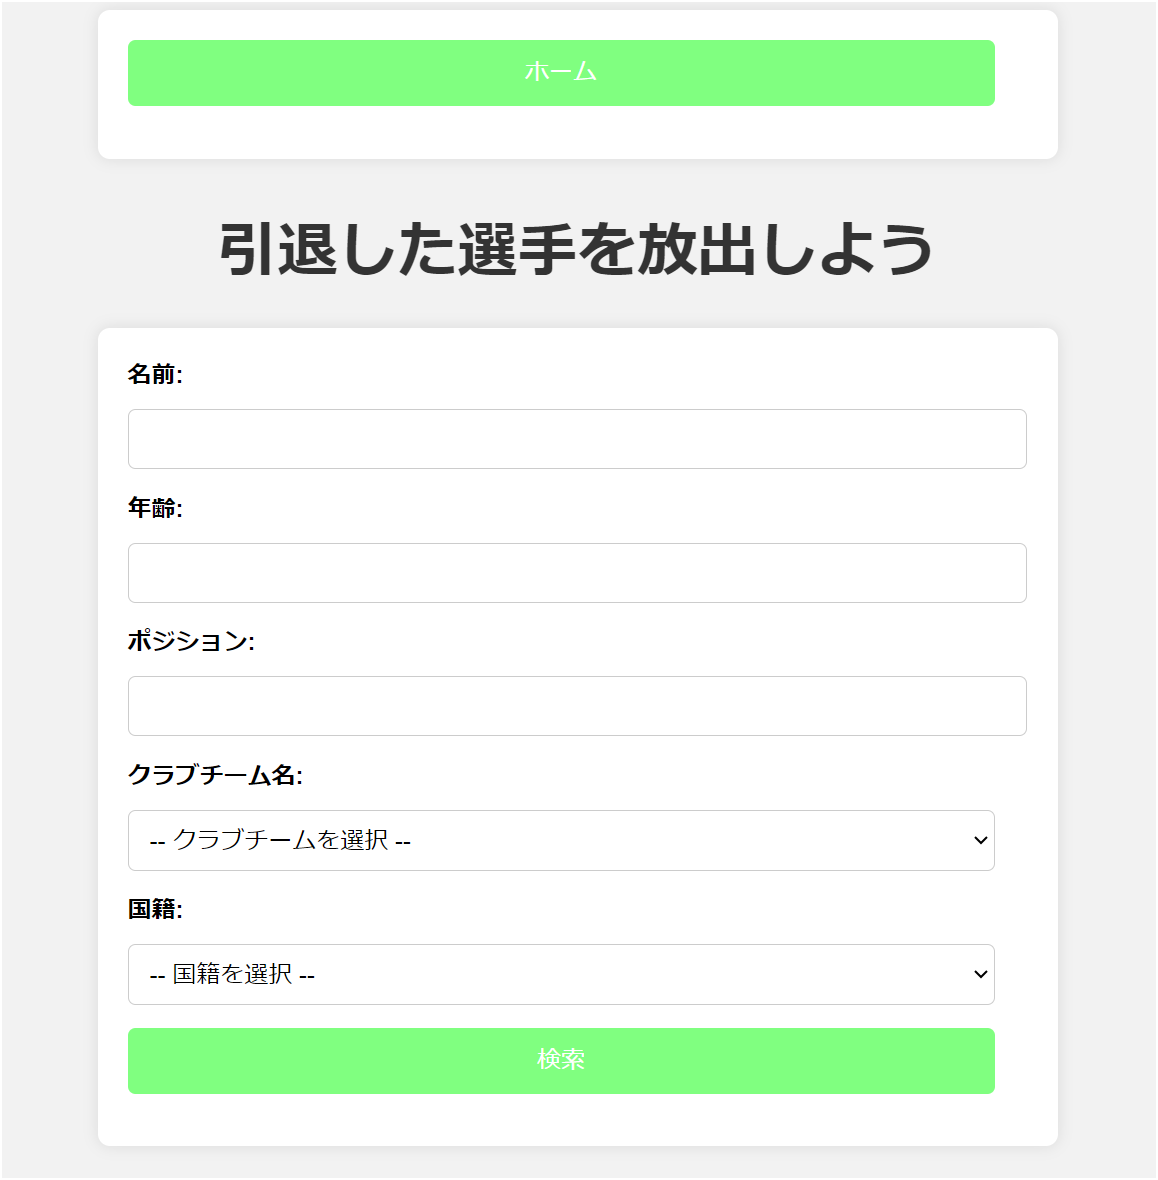 ホーム
引退した選手を放出しよう
名前:
年齢:
ポジション:
クラブチーム名:
-- クラブチームを選択 --
国籍:
-- 国籍を選択 --
検索